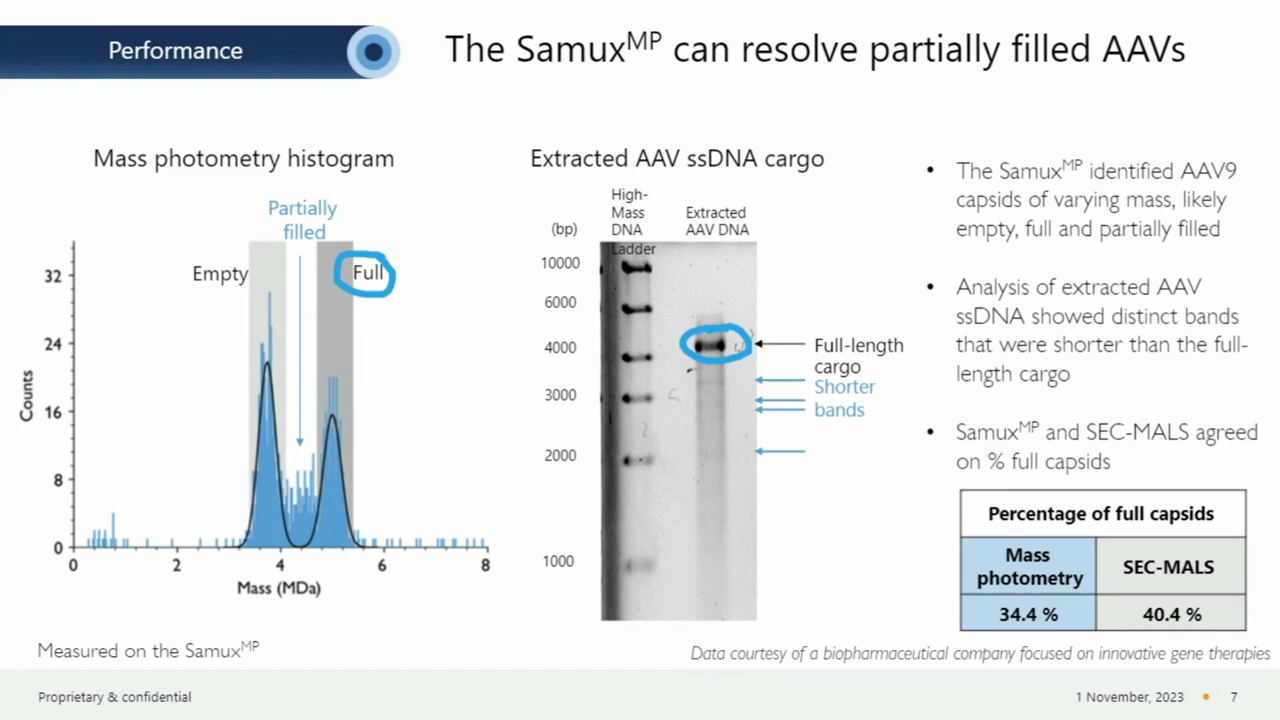 Performance
The Samux^MP can resolve partially filled AAVs
Mass photometry histogram
Partially
filled
Empty
Full
32
24
16
8
0
Counts
0 2 4 6 8
Mass (MDa)
Measured on the Samux^MP
Extracted AAV ssDNA cargo
High-
Mass
DNA
Ladder
Extracted
AAV DNA
(bp)
10000
6000
4000
3000
2000
1000
Full-length
cargo
Shorter
bands
• The Samux^MP identified AAV9
capsids of varying mass, likely
empty, full and partially filled
• Analysis of extracted AAV
ssDNA showed distinct bands
that were shorter than the full-
length cargo
• Samux^MP and SEC-MALS agreed
on % full capsids
Percentage of full capsids
Mass
photometry
SEC-MALS
34.4 % 40.4 %
Data courtesy of a biopharmaceutical company focused on innovative gene therapies
Proprietary & confidential
1 November, 2023 • 7